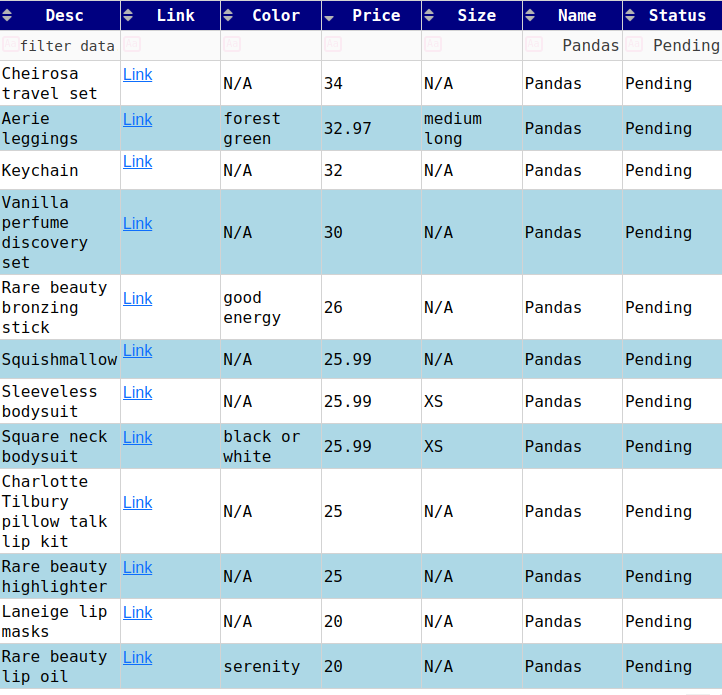 Desc Link Color Price Size Name Status
filter data Pandas Pending
Cheirosa travel set Link N/A 34 N/A Pandas Pending
Aerie leggings Link forest green 32.97 medium long Pandas Pending
Keychain Link N/A 32 N/A Pandas Pending
Vanilla perfume discovery set Link N/A 30 N/A Pandas Pending
Rare beauty bronzing stick Link good energy 26 N/A Pandas Pending
Squishmallow Link N/A 25.99 N/A Pandas Pending
Sleeveless bodysuit Link N/A 25.99 XS Pandas Pending
Square neck bodysuit Link black or white 25.99 XS Pandas Pending
Charlotte Tilbury pillow talk lip kit Link N/A 25 N/A Pandas Pending
Rare beauty highlighter Link N/A 25 N/A Pandas Pending
Laneige lip masks Link N/A 20 N/A Pandas Pending
Rare beauty lip oil Link serenity 20 N/A Pandas Pending